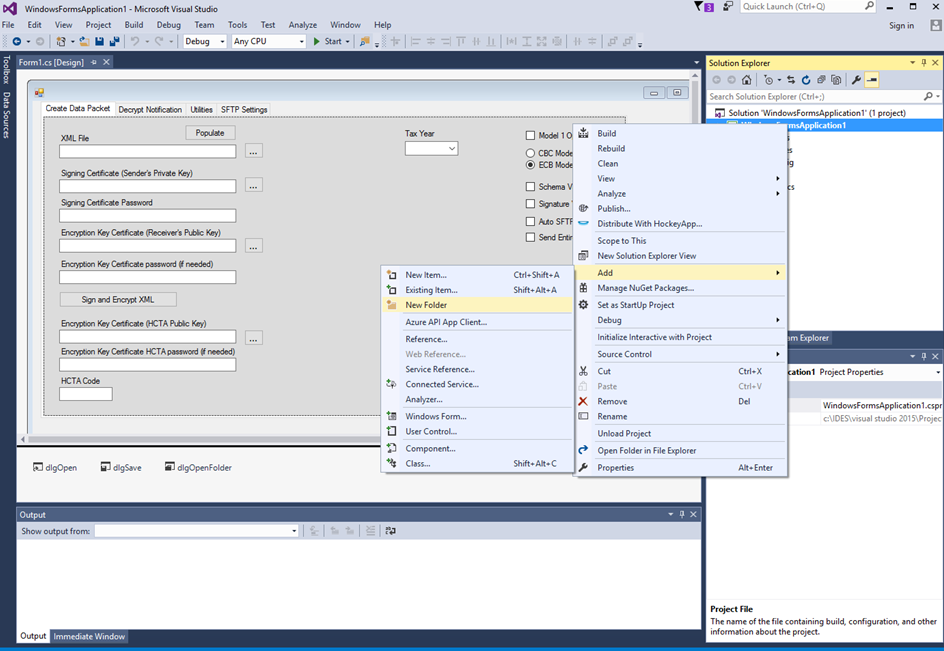 WindowsFormsApplication1 - Microsoft Visual Studio
3
Quick Launch (Ctrl+Q)
File Edit View Project Build Debug Team Tools Test Analyze Window Help
Sign in
Debug Any CPU Start
Toolbox
Data Sources
Form1.cs [Design]
Create Data Packet Decrypt Notification Utilities SFTP Settings
XML File
Populate
...
Signing Certificate (Sender's Private Key)
...
Signing Certificate Password
Encryption Key Certificate (Receiver's Public Key)
...
Encryption Key Certificate password (if needed)
Sign and Encrypt XML
Encryption Key Certificate (HCTA Public Key)
...
Encryption Key Certificate HCTA password (if needed)
HCTA Code
Tax Year
Model 1 O
CBC Mode
ECB Mode
Schema V
Signature
Auto SFTP
Send Entir
dlgOpen dlgSave dlgOpenFolder
New Item... Ctrl+Shift+A
Existing Item... Shift+Alt+A
New Folder
Azure API App Client...
Reference...
Web Reference...
Service Reference...
Connected Service...
Analyzer...
Windows Form...
User Control...
Component...
Class... Shift+Alt+C
Build
Rebuild
Clean
View
Analyze
Publish...
Distribute With HockeyApp...
Scope to This
New Solution Explorer View
Add
Manage NuGet Packages...
Set as StartUp Project
Debug
Initialize Interactive with Project
Source Control
Cut Ctrl+X
Paste Ctrl+V
Remove Del
Rename
Unload Project
Open Folder in File Explorer
Properties Alt+Enter
Solution Explorer
Search Solution Explorer (Ctrl+;)
Solution 'WindowsFormsApplication1' (1 project)
WindowsFormsApplication1
s
es
ig
cs
m Explorer
cation1 Project Properties
WindowsFormsApplication1.cspr
c:\IDES\visual studio 2015\Projec
Project File
The name of the file containing build, configuration, and other
information about the project.
Output
Show output from:
Output Immediate Window